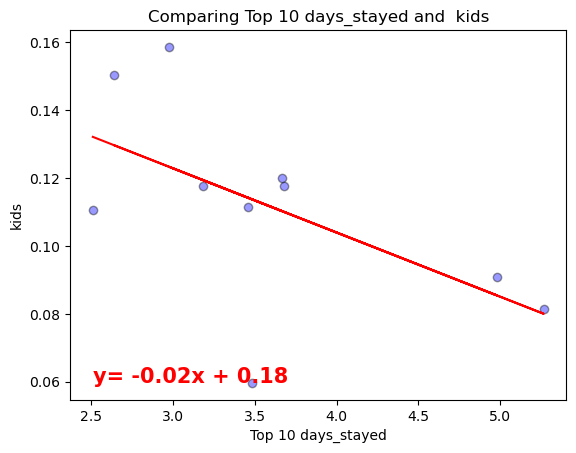 Comparing Top 10 days_stayed and  kids
0.16
0.14
0.12
0.10
0.08
0.06
kids
y= -0.02x + 0.18
2.5 3.0 3.5 4.0 4.5 5.0
Top 10 days_stayed